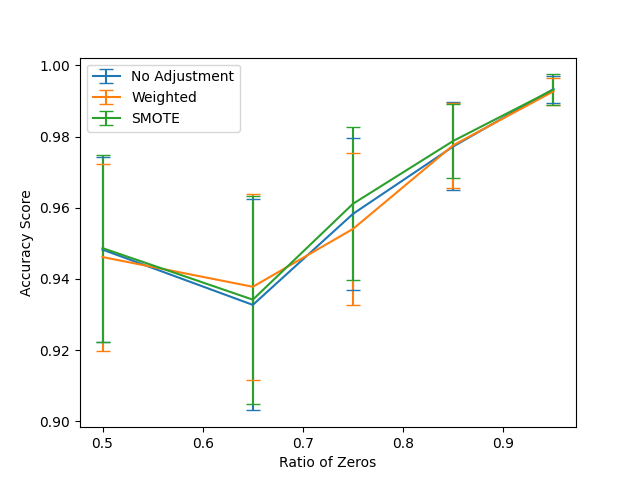 No Adjustment
Weighted
SMOTE
1.00
0.98
0.96
0.94
0.92
0.90
Accuracy Score
0.5
0.6
0.7
0.8
0.9
Ratio of Zeros